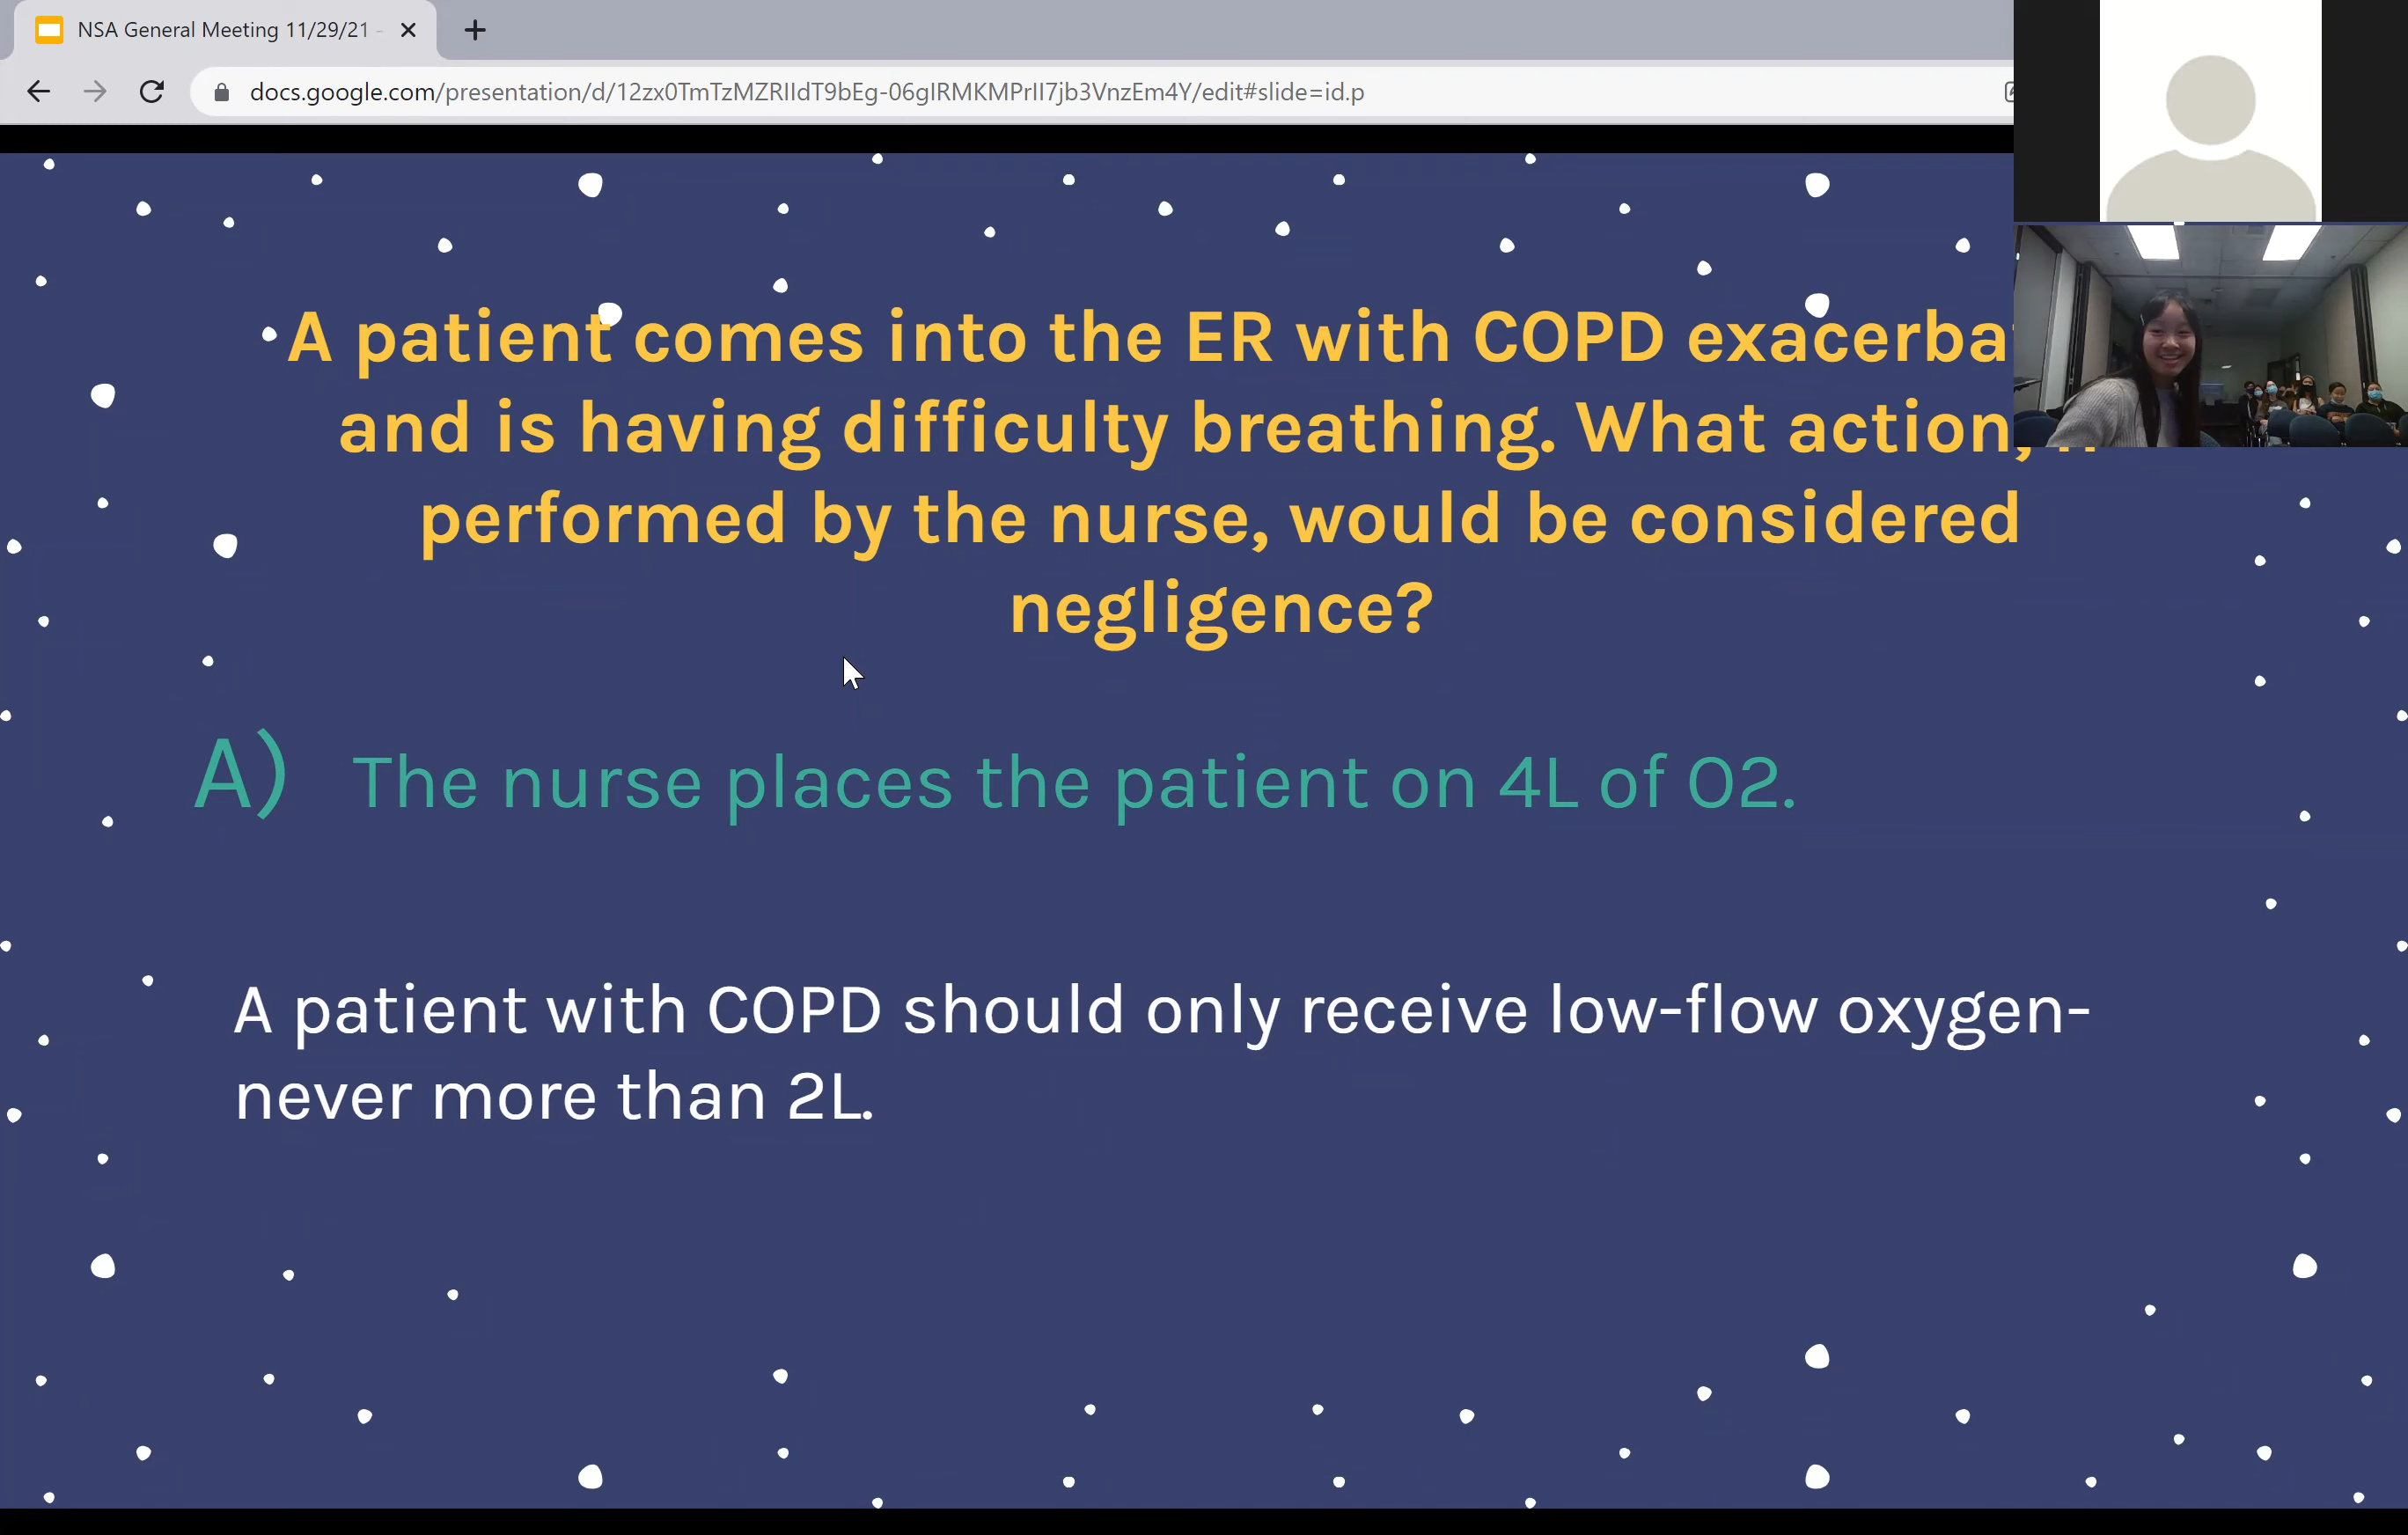 NSA General Meeting 11/29/21 -
docs.google.com/presentation/d/12zx0TmTzMZRIIdT9bEg-06gIRMKMPrII7jb3VnzEm4Y/edit#slide=id.p
A patient comes into the ER with COPD exacerba
and is having difficulty breathing. What action,
performed by the nurse, would be considered
negligence?
A) The nurse places the patient on 4L of O2.
A patient with COPD should only receive low-flow oxygen-
never more than 2L.